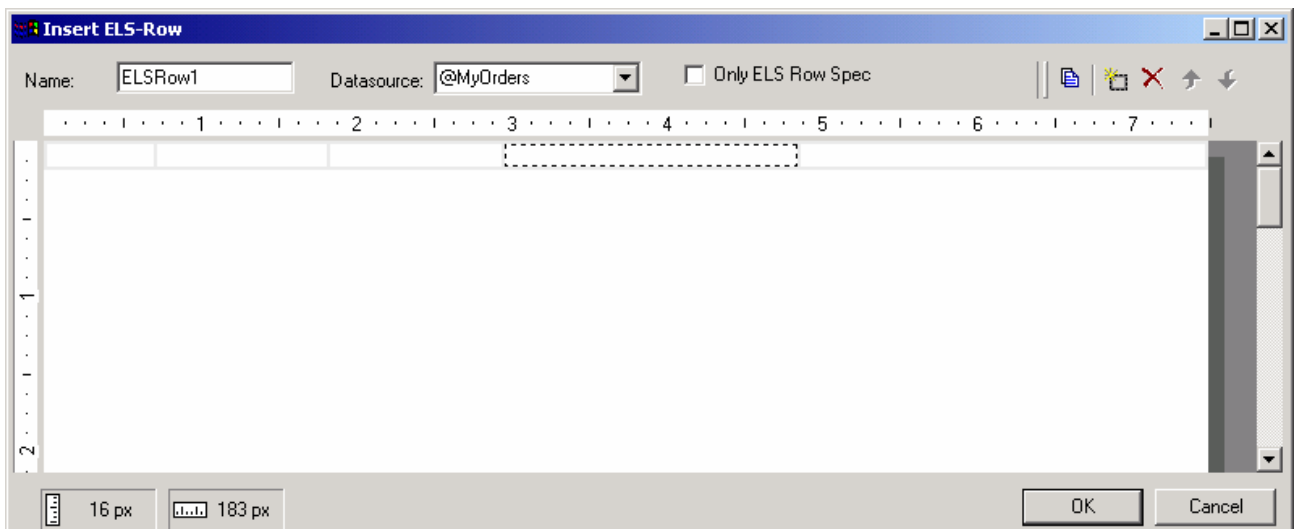 Insert ELS-Row
Name: ELSRow1 Datasource: @MyOrders Only ELS Row Spec
1 2 3 4 5 6 7
1
2
16 px 183 px OK Cancel